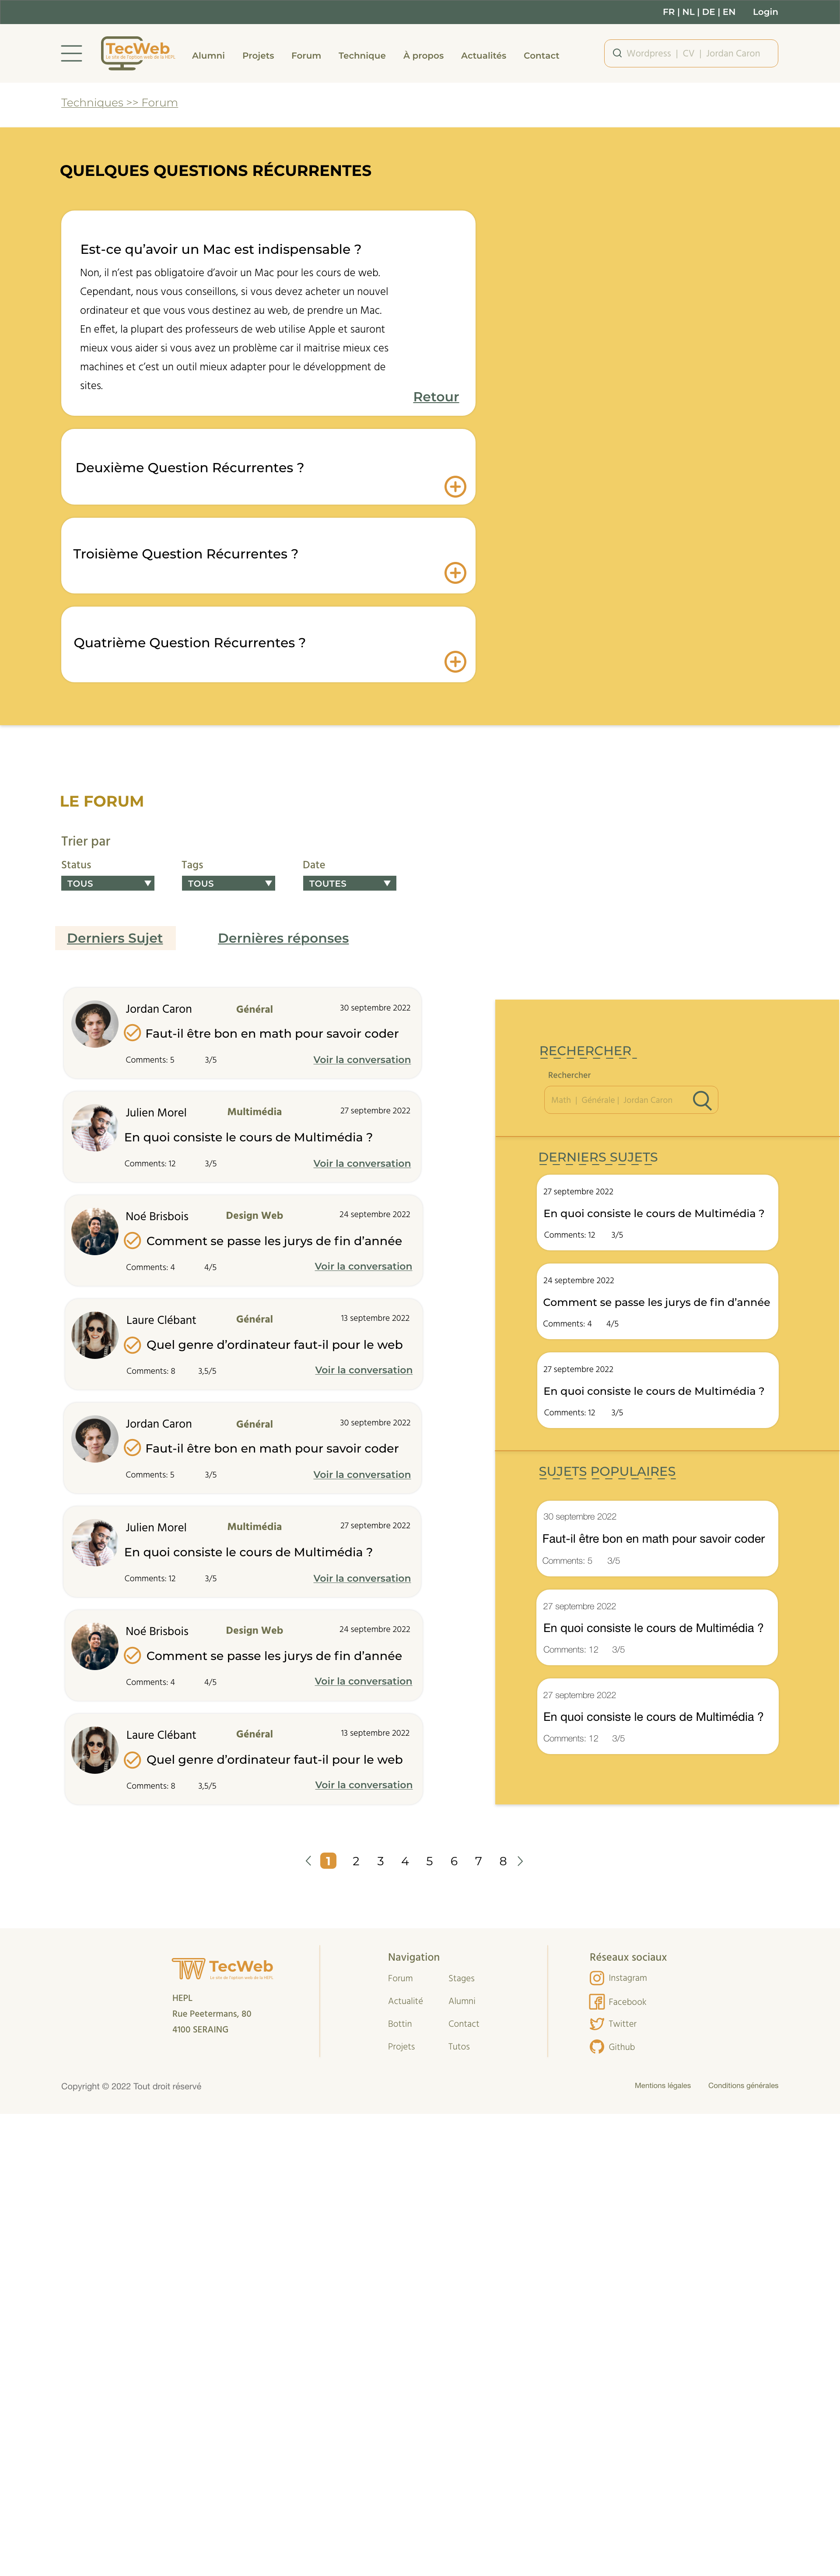 FR | NL | DE | EN Login
TecWeb
Le site de l'option web de la HEPL
Alumni Projets Forum Technique À propos Actualités Contact
Wordpress | CV | Jordan Caron
Techniques >> Forum
QUELQUES QUESTIONS RÉCURRENTES
Est-ce qu’avoir un Mac est indispensable ?
Non, il n’est pas obligatoire d’avoir un Mac pour les cours de web.
Cependant, nous vous conseillons, si vous devez acheter un nouvel
ordinateur et que vous vous destinez au web, de prendre un Mac.
En effet, la plupart des professeurs de web utilise Apple et sauront
mieux vous aider si vous avez un problème car il maitrise mieux ces
machines et c’est un outil mieux adapter pour le développment de
sites.
Retour
Deuxième Question Récurrentes ?
Troisième Question Récurrentes ?
Quatrième Question Récurrentes ?
LE FORUM
Trier par
Status Tags Date
TOUS TOUS TOUTES
Derniers Sujet Dernières réponses
Jordan Caron Général 30 septembre 2022
Faut-il être bon en math pour savoir coder
Comments: 5 3/5 Voir la conversation
Julien Morel Multimédia 27 septembre 2022
En quoi consiste le cours de Multimédia ?
Comments: 12 3/5 Voir la conversation
Noé Brisbois Design Web 24 septembre 2022
Comment se passe les jurys de fin d’année
Comments: 4 4/5 Voir la conversation
Laure Clébant Général 13 septembre 2022
Quel genre d’ordinateur faut-il pour le web
Comments: 8 3,5/5 Voir la conversation
Jordan Caron Général 30 septembre 2022
Faut-il être bon en math pour savoir coder
Comments: 5 3/5 Voir la conversation
Julien Morel Multimédia 27 septembre 2022
En quoi consiste le cours de Multimédia ?
Comments: 12 3/5 Voir la conversation
Noé Brisbois Design Web 24 septembre 2022
Comment se passe les jurys de fin d’année
Comments: 4 4/5 Voir la conversation
Laure Clébant Général 13 septembre 2022
Quel genre d’ordinateur faut-il pour le web
Comments: 8 3,5/5 Voir la conversation
RECHERCHER
Rechercher
Math | Générale | Jordan Caron
DERNIERS SUJETS
27 septembre 2022
En quoi consiste le cours de Multimédia ?
Comments: 12 3/5
24 septembre 2022
Comment se passe les jurys de fin d’année
Comments: 4 4/5
27 septembre 2022
En quoi consiste le cours de Multimédia ?
Comments: 12 3/5
SUJETS POPULAIRES
30 septembre 2022
Faut-il être bon en math pour savoir coder
Comments: 5 3/5
27 septembre 2022
En quoi consiste le cours de Multimédia ?
Comments: 12 3/5
27 septembre 2022
En quoi consiste le cours de Multimédia ?
Comments: 12 3/5
1 2 3 4 5 6 7 8
TecWeb
Le site de l'option web de la HEPL
HEPL
Rue Peetermans, 80
4100 SERAING
Navigation
Forum Stages
Actualité Alumni
Bottin Contact
Projets Tutos
Réseaux sociaux
Instagram
Facebook
Twitter
Github
Copyright © 2022 Tout droit réservé
Mentions légales Conditions générales